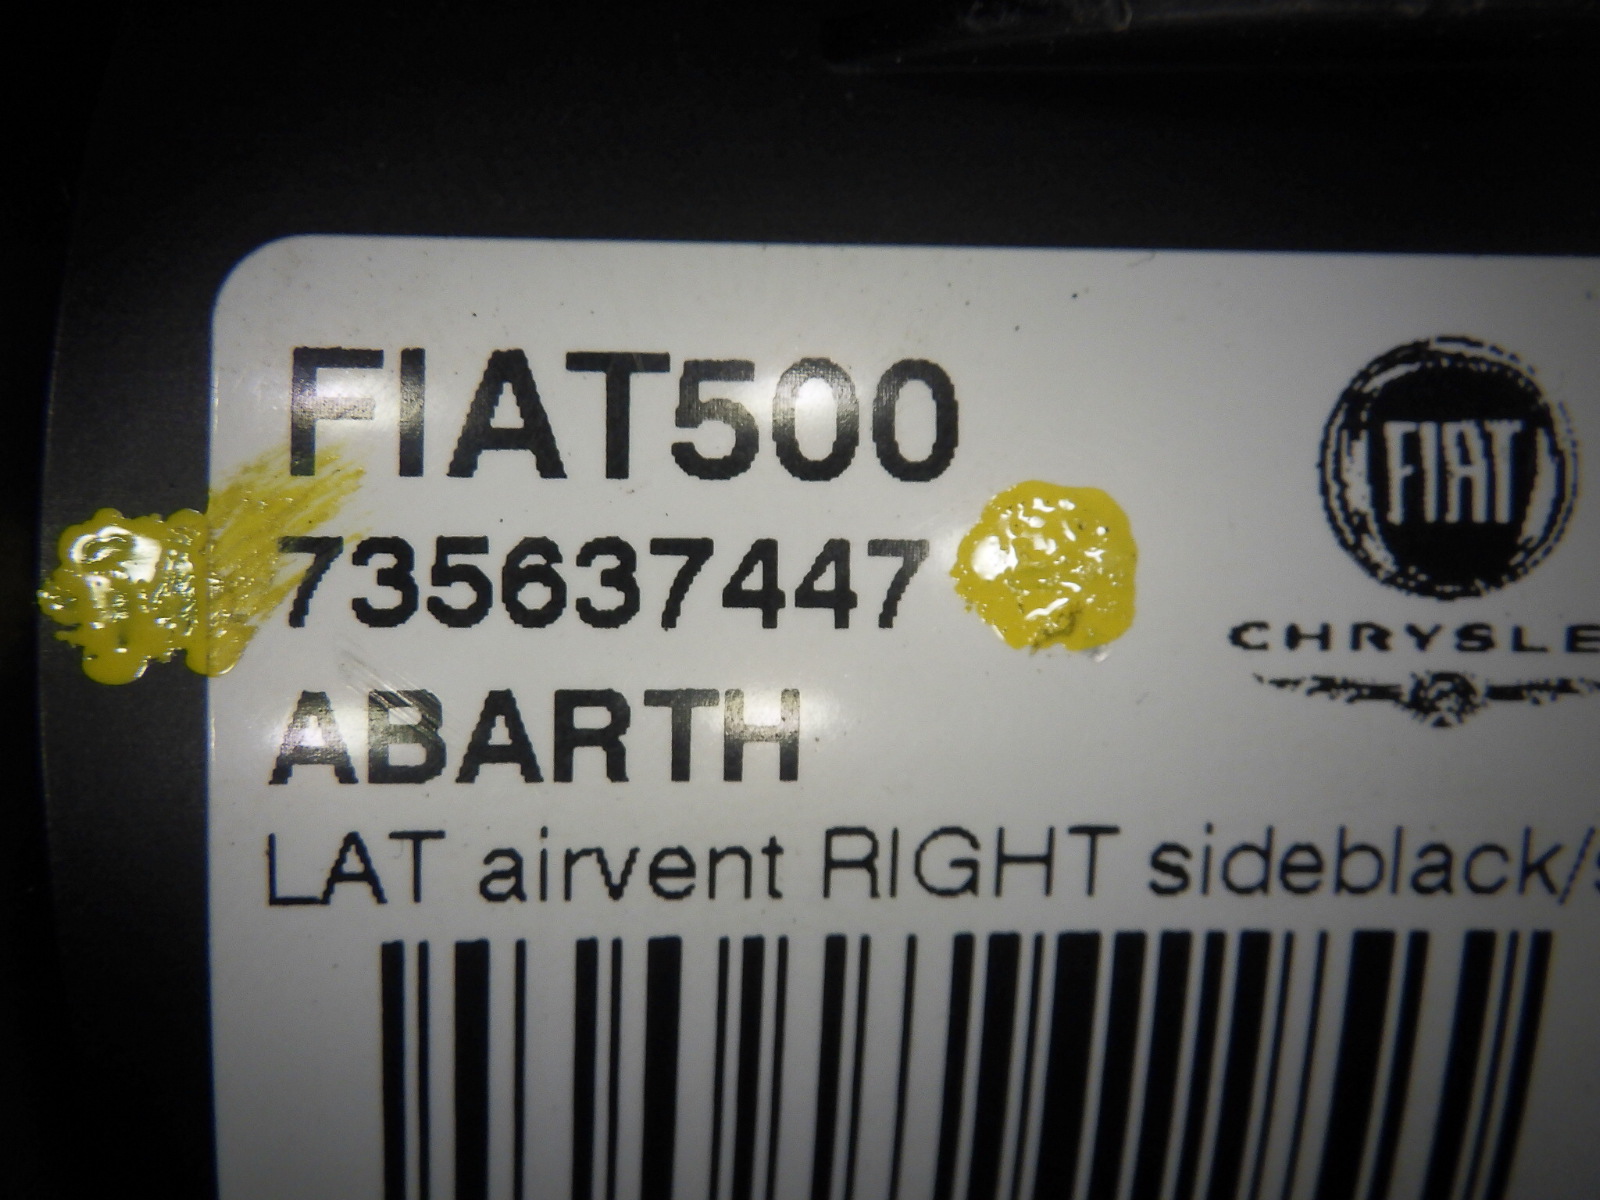 FIAT500
FIAT
735637447
CHRYSLE
ABARTH
LAT airvent RIGHT sideblack/